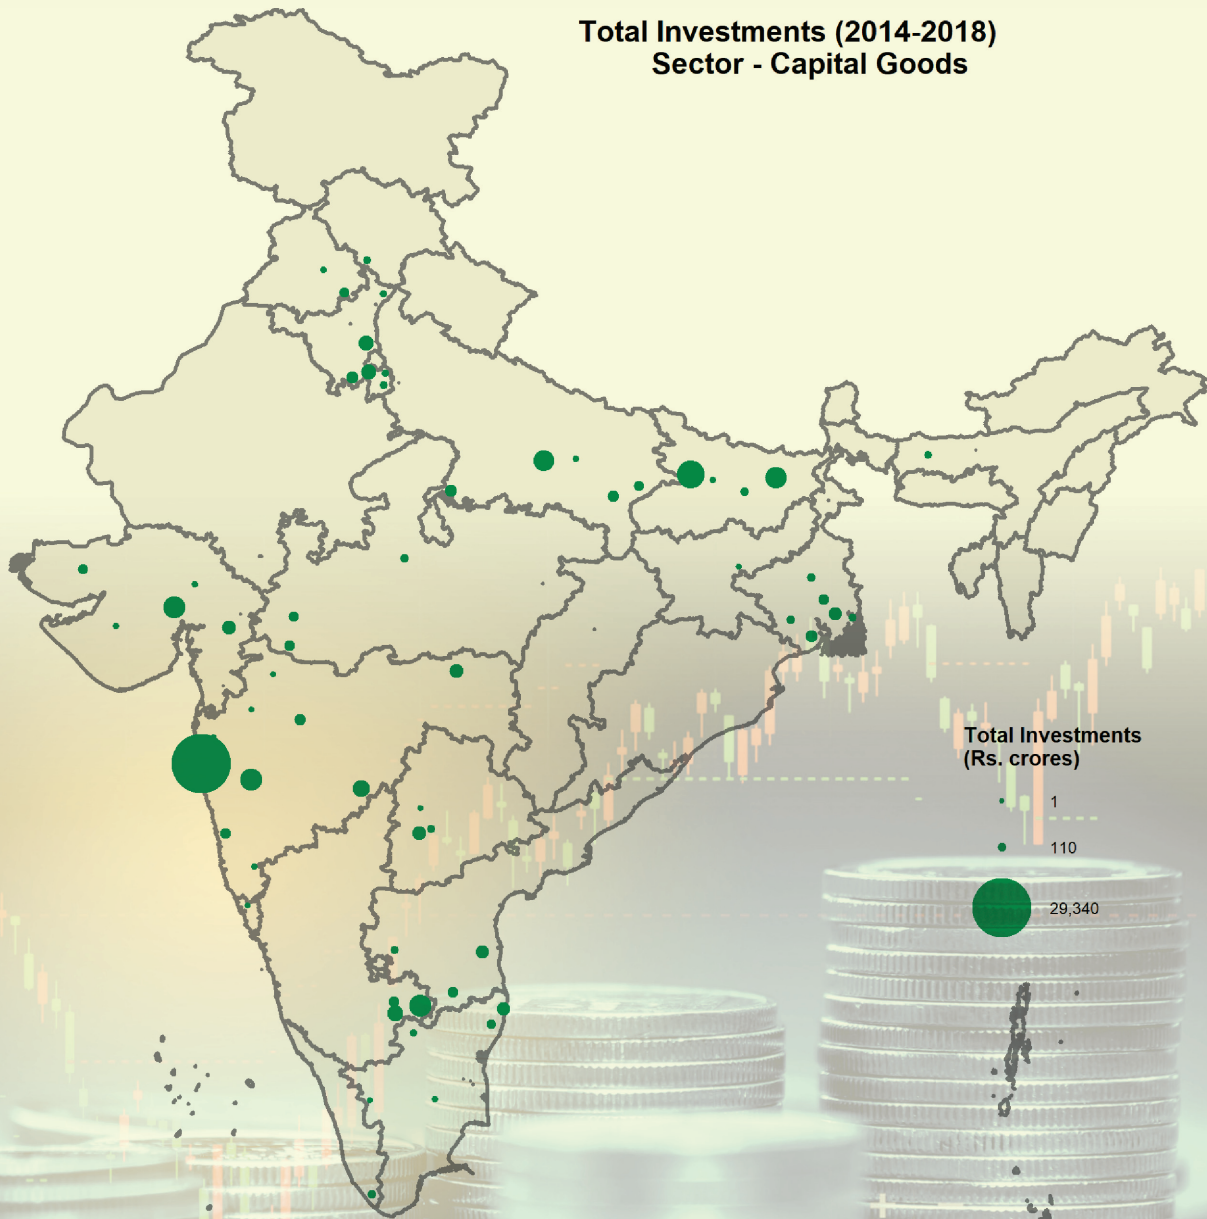 Total Investments (2014-2018)
Sector - Capital Goods
Total Investments
(Rs. crores)
1
110
29,340